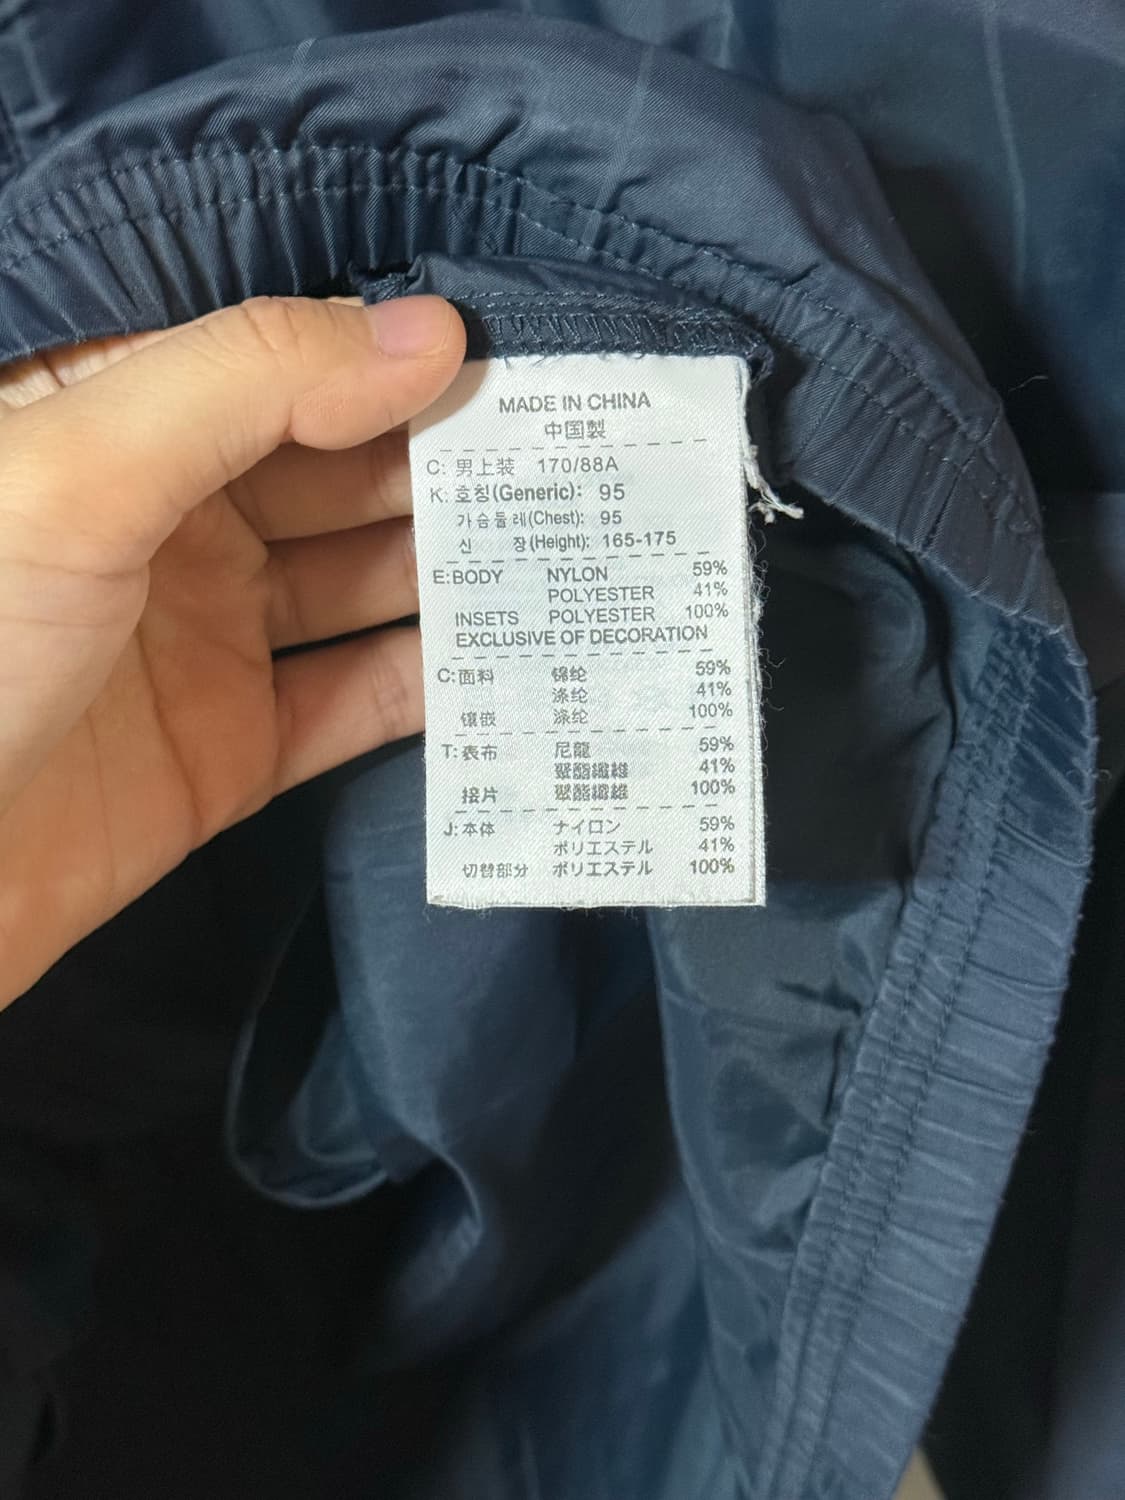 MADE IN CHINA
中国製
C: 男上装 170/88A
K: 호칭(Generic): 95
가슴둘레(Chest): 95
신 장(Height): 165-175
E:BODY NYLON 59%
POLYESTER 41%
INSETS POLYESTER 100%
EXCLUSIVE OF DECORATION
C:面料 锦纶 59%
涤纶 41%
镶嵌 涤纶 100%
T:表布 尼龍 59%
聚酯纖維 41%
接片 聚酯纖維 100%
J:本体 ナイロン 59%
ポリエステル 41%
切替部分 ポリエステル 100%